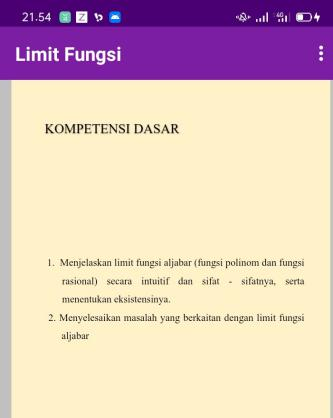 21.54
Limit Fungsi
KOMPETENSI DASAR
1. Menjelaskan limit fungsi aljabar (fungsi polinom dan fungsi
rasional) secara intuitif dan sifat - sifatnya, serta
menentukan eksistensinya.
2. Menyelesaikan masalah yang berkaitan dengan limit fungsi
aljabar